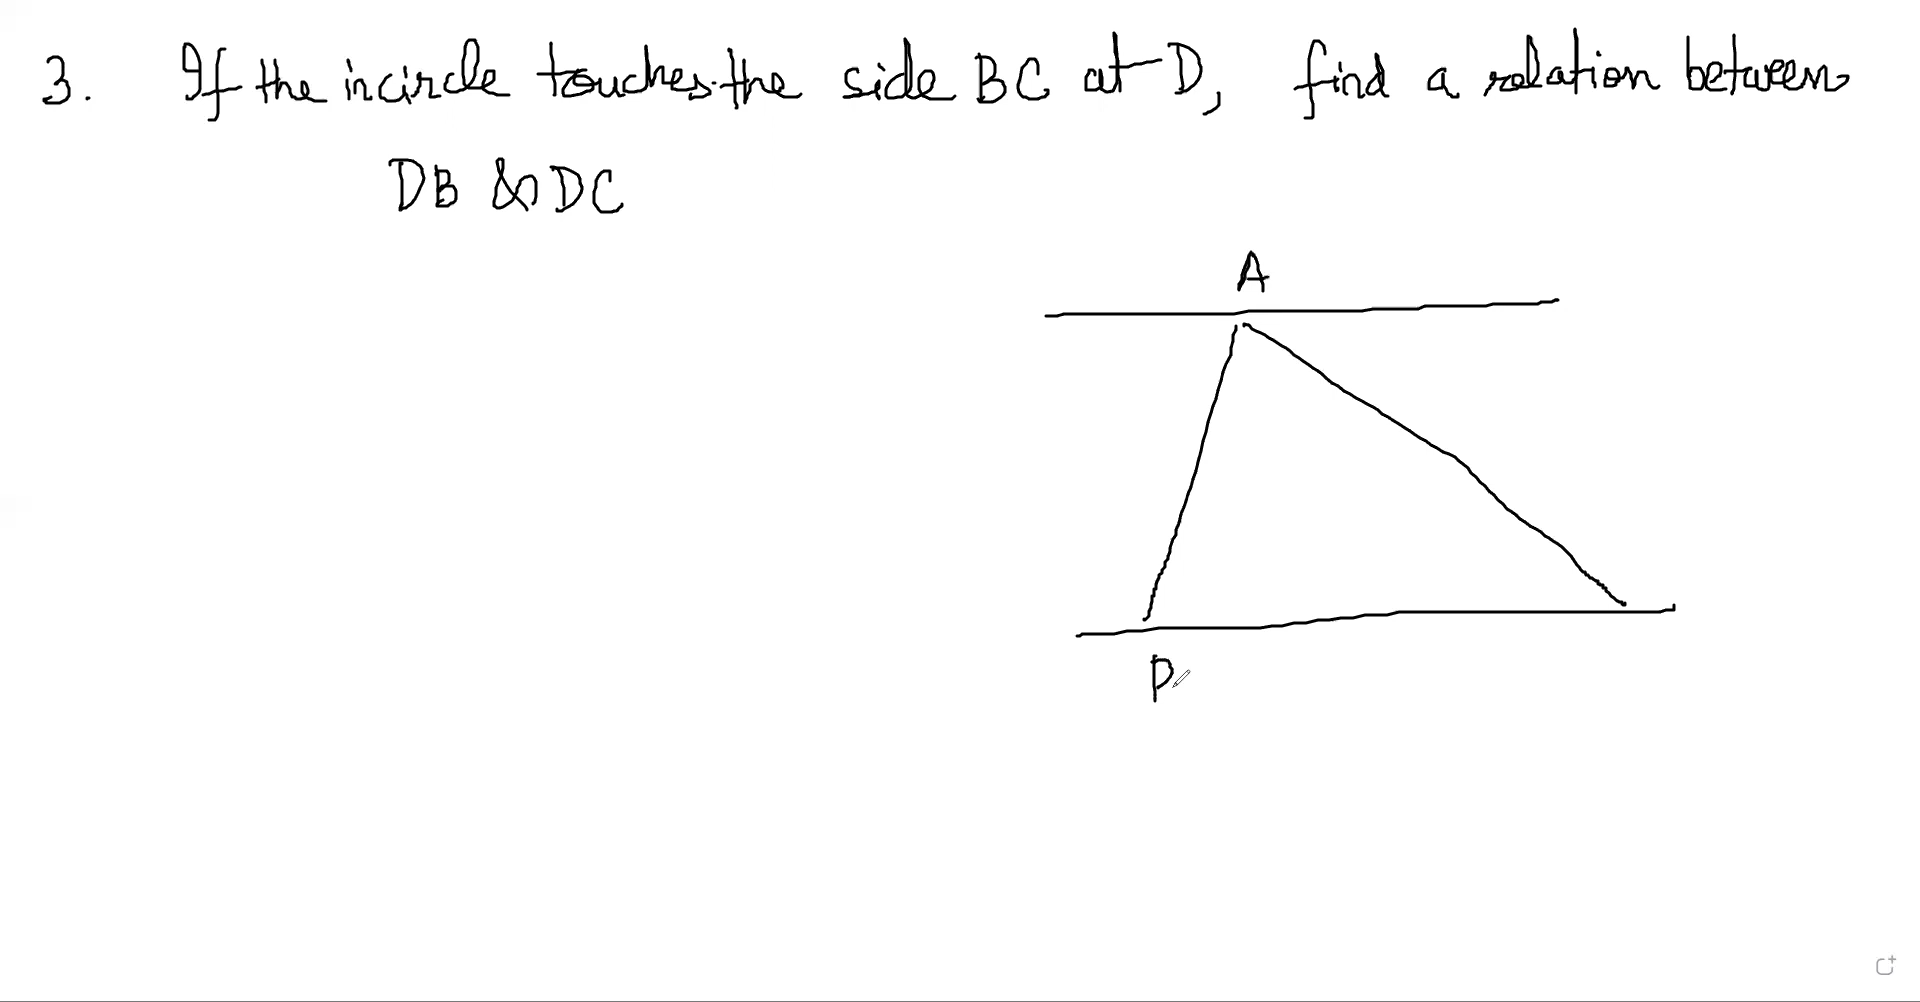 3. If the incircle touches the side BC at D, find a relation between
DB & DC
A
P